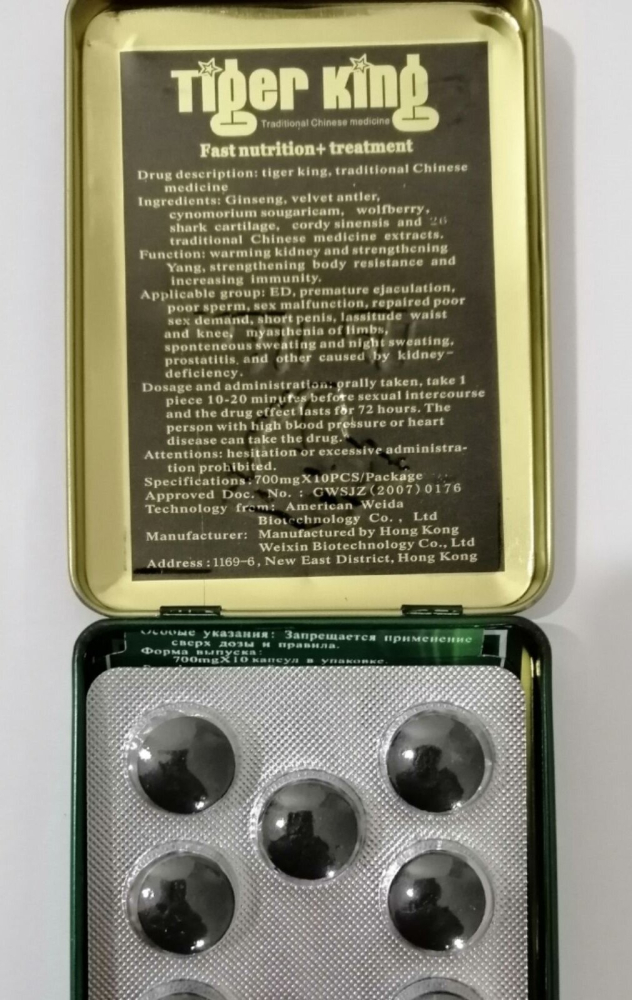 Tiger King
Traditional Chinese medicine
Fast nutrition+ treatment
Drug description: tiger king, traditional Chinese
medicine
Ingredients: Ginseng, velvet antler,
cynomorium sougaricam, wolfberry,
shark cartilage, cordy sinensis and 26
traditional Chinese medicine extracts.
Function: warming kidney and strengthening
Yang, strengthening body resistance and
increasing immunity.
Applicable group: ED, premature ejaculation,
poor sperm, sex malfunction, repaired poor
sex demand, short penis, lassitude waist
and knee, myasthenia of limbs,
sponteneous sweating and night sweating,
prostatitis, and other caused by kidney-
deficiency.
Dosage and administration: orally taken, take 1
piece 10-20 minutes before sexual intercourse
and the drug effect lasts for 72 hours. The
person with high blood pressure or heart
disease can take the drug.
Attentions: hesitation or excessive administra-
tion prohibited.
Specifications:700mgX10PCS/Package
Approved Doc. No.: GWSJZ(2007)0176
Technology from: American Weida
Biotechnology Co., Ltd
Manufacturer: Manufactured by Hong Kong
Weixin Biotechnology Co., Ltd
Address:1169-6, New East District, Hong Kong
Особые указания: Запрещается применение
сверх дозы и правила.
Форма выпуска:
700mgX10 капсул в упаковке.